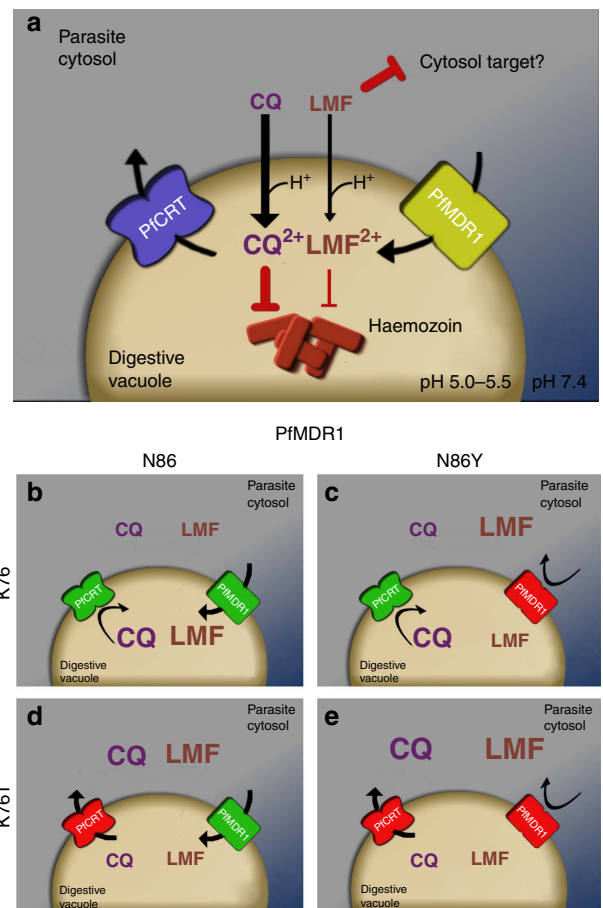 a
Parasite
cytosol
Cytosol target?
CQ
LMF
H+
H+
PfCRT
PfMDR1
CQ2+
LMF2+
Haemozoin
Digestive
vacuole
pH 5.0–5.5
pH 7.4
PfMDR1
N86
N86Y
K76
b
Parasite
cytosol
CQ
LMF
PfCRT
PfMDR1
CQ
LMF
Digestive
vacuole
c
Parasite
cytosol
CQ
LMF
PfCRT
PfMDR1
CQ
LMF
Digestive
vacuole
K76T
d
Parasite
cytosol
CQ
LMF
PfCRT
PfMDR1
CQ
LMF
Digestive
vacuole
e
Parasite
cytosol
CQ
LMF
PfCRT
PfMDR1
CQ
LMF
Digestive
vacuole